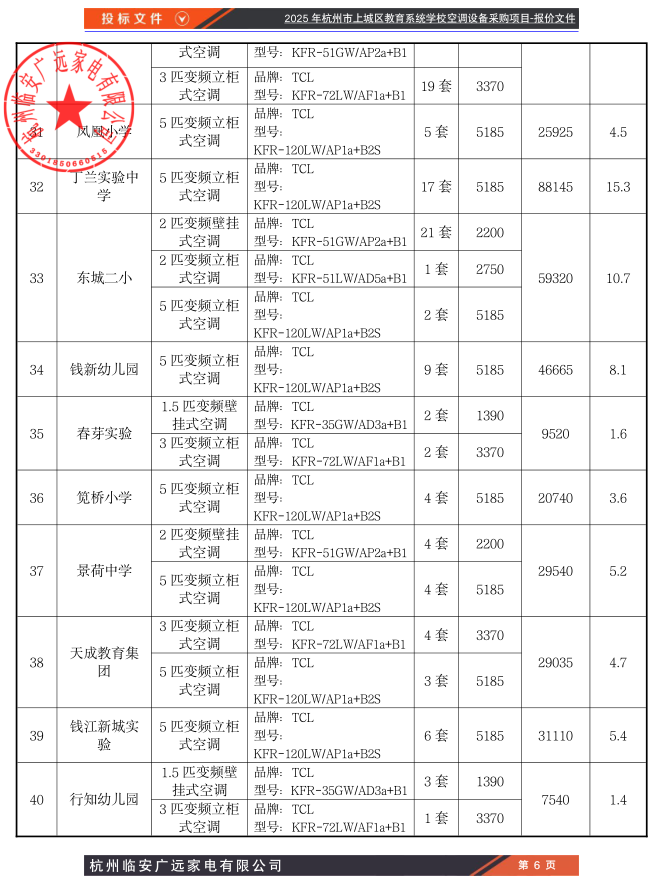 投标文件
2025 年杭州市上城区教育系统学校空调设备采购项目-报价文件
式空调
型号: KFR-51GW/AP2a+B1
3 匹变频立柜
式空调
品牌: TCL
型号: KFR-72LW/AF1a+B1
19 套
3370
31
凤凰小学
5 匹变频立柜
式空调
品牌: TCL
型号:
KFR-120LW/AP1a+B2S
5 套
5185
25925
4.5
32
丁兰实验中
学
5 匹变频立柜
式空调
品牌: TCL
型号:
KFR-120LW/AP1a+B2S
17 套
5185
88145
15.3
33
东城二小
2 匹变频壁挂
式空调
品牌: TCL
型号: KFR-51GW/AP2a+B1
21 套
2200
2 匹变频立柜
式空调
品牌: TCL
型号: KFR-51LW/AD5a+B1
1 套
2750
5 匹变频立柜
式空调
品牌: TCL
型号:
KFR-120LW/AP1a+B2S
2 套
5185
59320
10.7
34
钱新幼儿园
5 匹变频立柜
式空调
品牌: TCL
型号:
KFR-120LW/AP1a+B2S
9 套
5185
46665
8.1
35
春芽实验
1.5 匹变频壁
挂式空调
品牌: TCL
型号: KFR-35GW/AD3a+B1
2 套
1390
3 匹变频立柜
式空调
品牌: TCL
型号: KFR-72LW/AF1a+B1
2 套
3370
9520
1.6
36
笕桥小学
5 匹变频立柜
式空调
品牌: TCL
型号:
KFR-120LW/AP1a+B2S
4 套
5185
20740
3.6
37
景荷中学
2 匹变频壁挂
式空调
品牌: TCL
型号: KFR-51GW/AP2a+B1
4 套
2200
5 匹变频立柜
式空调
品牌: TCL
型号:
KFR-120LW/AP1a+B2S
4 套
5185
29540
5.2
38
天成教育集
团
3 匹变频立柜
式空调
品牌: TCL
型号: KFR-72LW/AF1a+B1
4 套
3370
5 匹变频立柜
式空调
品牌: TCL
型号:
KFR-120LW/AP1a+B2S
3 套
5185
29035
4.7
39
钱江新城实
验
5 匹变频立柜
式空调
品牌: TCL
型号:
KFR-120LW/AP1a+B2S
6 套
5185
31110
5.4
40
行知幼儿园
1.5 匹变频壁
挂式空调
品牌: TCL
型号: KFR-35GW/AD3a+B1
3 套
1390
3 匹变频立柜
式空调
品牌: TCL
型号: KFR-72LW/AF1a+B1
1 套
3370
7540
1.4
杭州临安广远家电有限公司
3301850660615
杭州临安广远家电有限公司
第 6 页